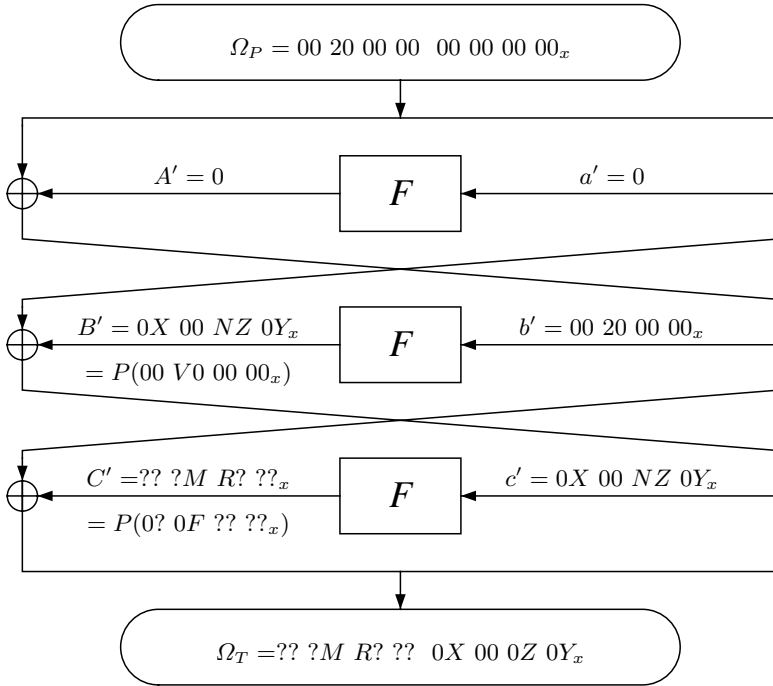 Ω_P = 00 20 00 00 00 00 00 00_x
A′ = 0
F
a′ = 0
B′ = 0X 00 NZ 0Y_x
F
b′ = 00 20 00 00_x
= P(00 V0 00 00_x)
C′ =?? ?M R? ??_x
F
c′ = 0X 00 NZ 0Y_x
= P(0? 0F ?? ??_x)
Ω_T =?? ?M R? ?? 0X 00 0Z 0Y_x